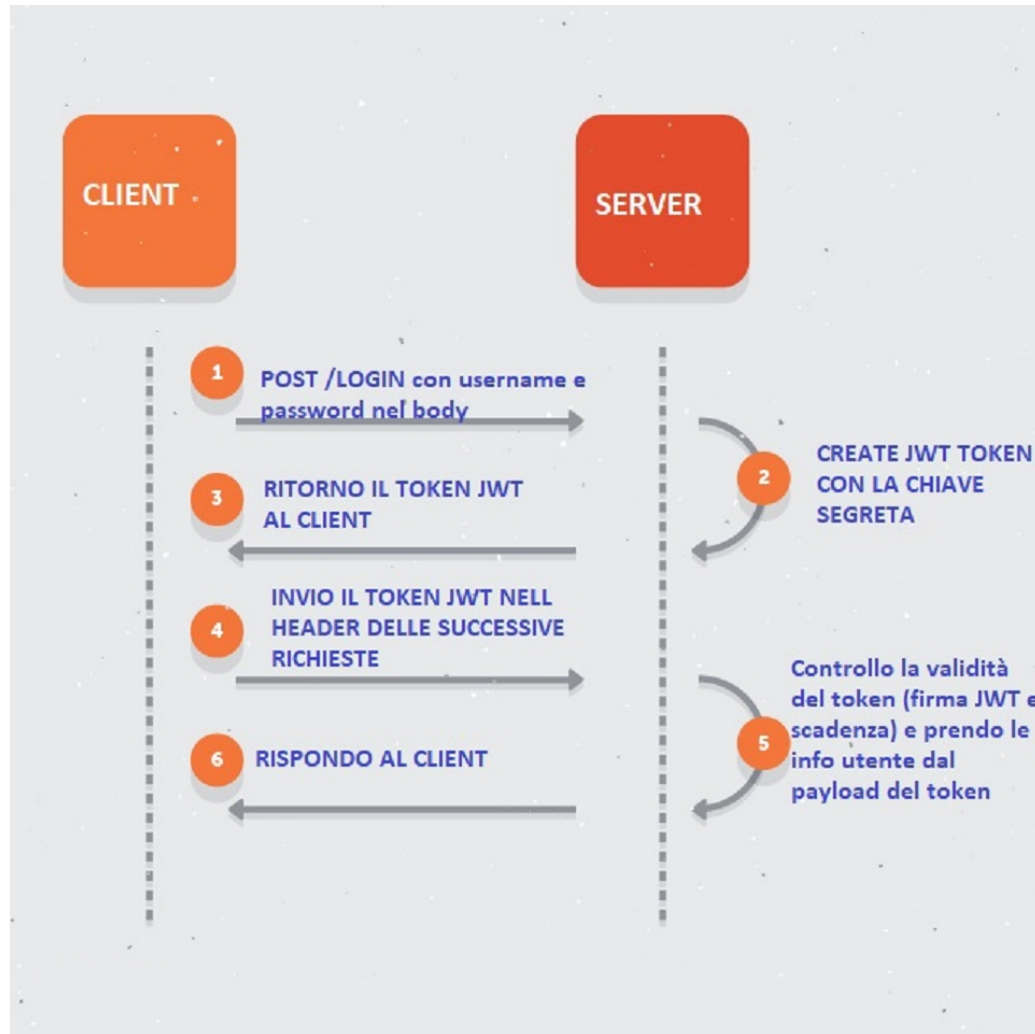 CLIENT
SERVER
1
POST /LOGIN con username e
password nel body
2
CREATE JWT TOKEN
CON LA CHIAVE
SEGRETA
3
RITORNO IL TOKEN JWT
AL CLIENT
4
INVIO IL TOKEN JWT NELL
HEADER DELLE SUCCESSIVE
RICHIESTE
5
Controllo la validità
del token (firma JWT e
scadenza) e prendo le
info utente dal
payload del token
6
RISPONDO AL CLIENT